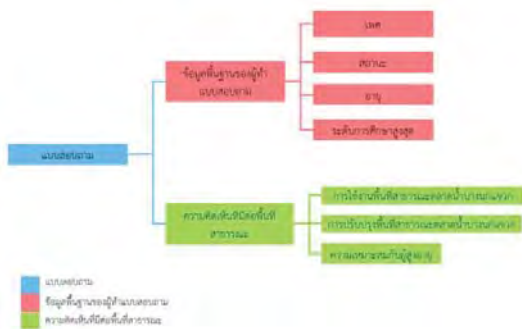 เพศ
สถานะ
ข้อมูลพื้นฐานของผู้ทำ
แบบสอบถาม
อายุ
ระดับการศึกษาสูงสุด
แบบสอบถาม
ความคิดเห็นที่มีต่อพื้นที่
สาธารณะ
การใช้งานพื้นที่สาธารณะตลาดน้ำบางนกแขวก
การปรับปรุงพื้นที่สาธารณะตลาดน้ำบางนกแขวก
ความเหมาะสมกับผู้สูงอายุ
แบบสอบถาม
ข้อมูลพื้นฐานของผู้ทำแบบสอบถาม
ความคิดเห็นที่มีต่อพื้นที่สาธารณะ